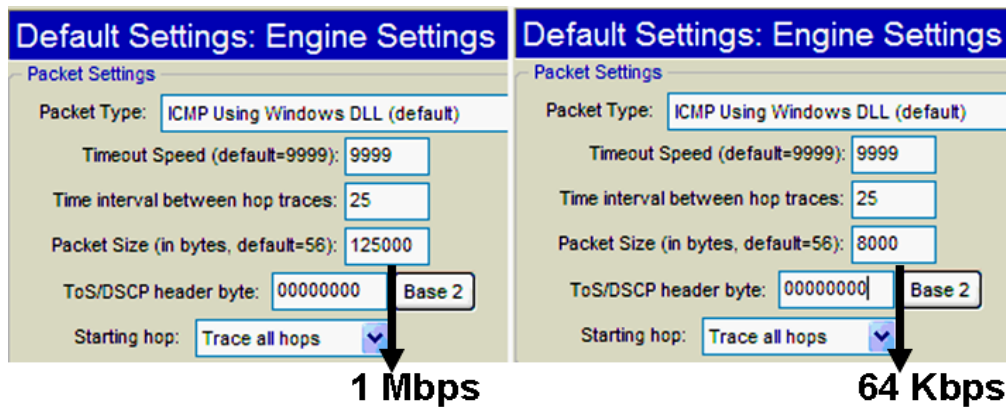 Default Settings: Engine Settings
Packet Settings
Packet Type: ICMP Using Windows DLL (default)
Timeout Speed (default=9999): 9999
Time interval between hop traces: 25
Packet Size (in bytes, default=56): 125000
ToS/DSCP header byte: 00000000 Base 2
Starting hop: Trace all hops
1 Mbps
Default Settings: Engine Settings
Packet Settings
Packet Type: ICMP Using Windows DLL (default)
Timeout Speed (default=9999): 9999
Time interval between hop traces: 25
Packet Size (in bytes, default=56): 8000
ToS/DSCP header byte: 00000000 Base 2
Starting hop: Trace all hops
64 Kbps